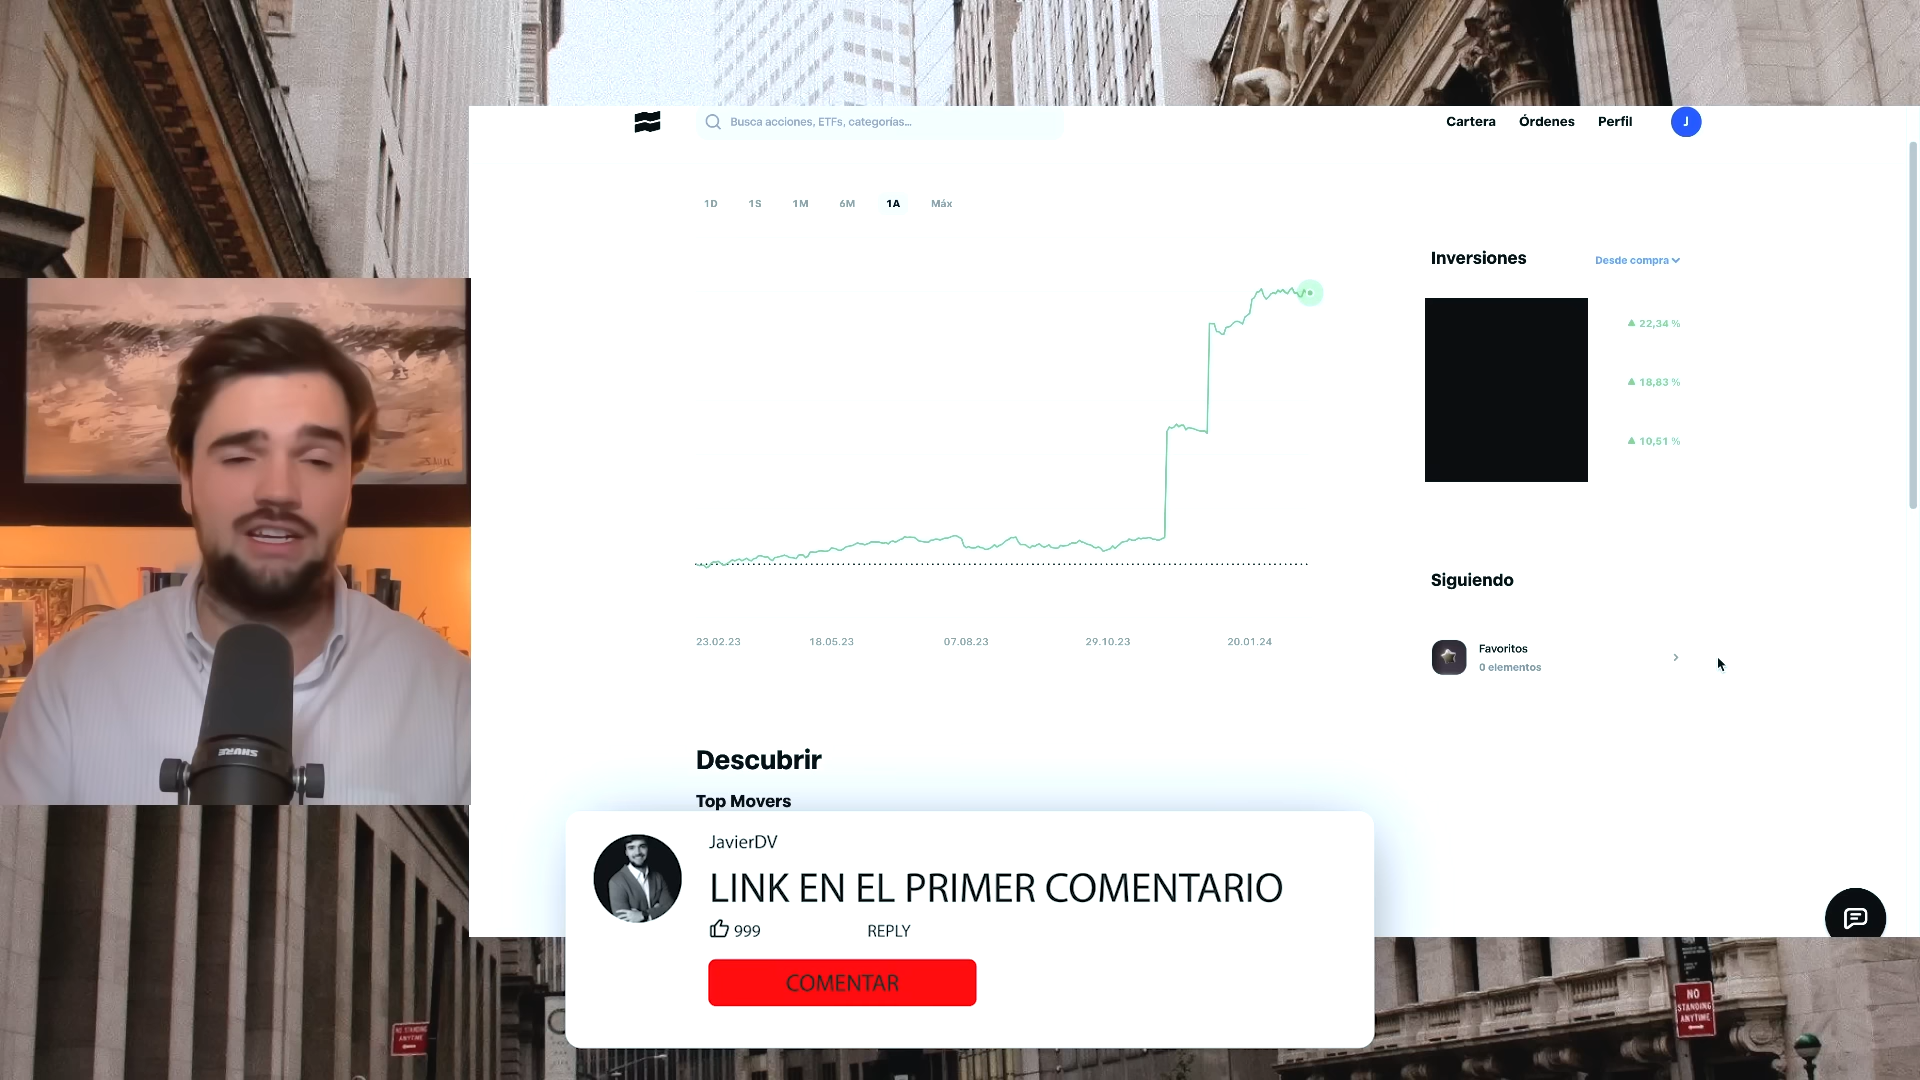 Busca acciones, ETFs, categorías...
Cartera
Órdenes
Perfil
J
1D
1S
1M
6M
1A
Máx
Inversiones
Desde compra
22,34 %
18,83 %
10,51 %
23.02.23
18.05.23
07.08.23
29.10.23
20.01.24
Siguiendo
Favoritos
0 elementos
Descubrir
Top Movers
JavierDV
LINK EN EL PRIMER COMENTARIO
999
REPLY
COMENTAR
SHURE
NO
STANDING
ANYTIME
NO STANDING
ANYTIME